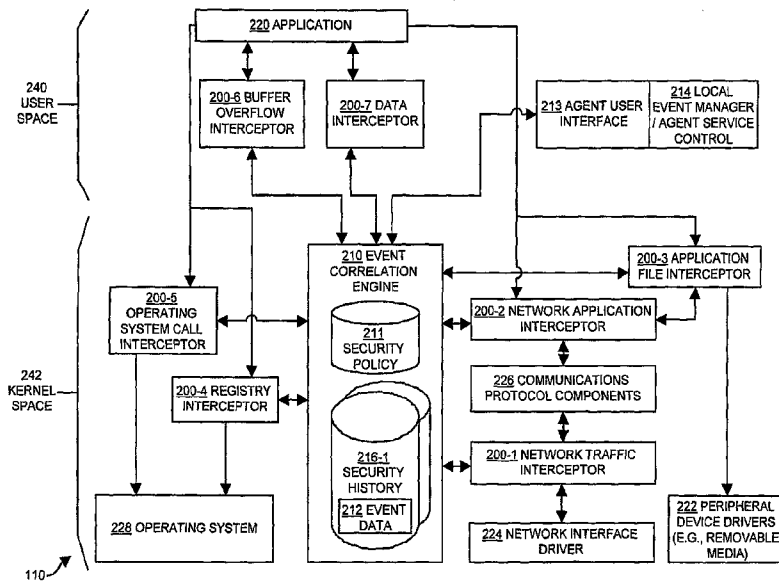 220 APPLICATION
240
USER
SPACE
200-6 BUFFER
OVERFLOW
INTERCEPTOR
200-7 DATA
INTERCEPTOR
213 AGENT USER
INTERFACE
214 LOCAL
EVENT MANAGER
/ AGENT SERVICE
CONTROL
210 EVENT
CORRELATION
ENGINE
200-3 APPLICATION
FILE INTERCEPTOR
200-5
OPERATING
SYSTEM CALL
INTERCEPTOR
211
SECURITY
POLICY
200-2 NETWORK APPLICATION
INTERCEPTOR
242
KERNEL
SPACE
200-4 REGISTRY
INTERCEPTOR
226 COMMUNICATIONS
PROTOCOL COMPONENTS
216-1
SECURITY
HISTORY
212 EVENT
DATA
200-1 NETWORK TRAFFIC
INTERCEPTOR
228 OPERATING SYSTEM
224 NETWORK INTERFACE
DRIVER
222 PERIPHERAL
DEVICE DRIVERS
(E.G., REMOVABLE
MEDIA)
110